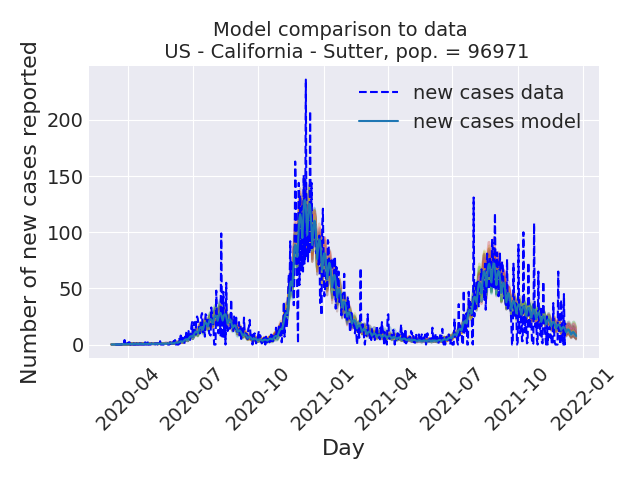 Model comparison to data
US - California - Sutter, pop. = 96971
Number of new cases reported
200
150
100
50
0
new cases data
new cases model
2020-04
2020-07
2020-10
2021-01
2021-04
2021-07
2021-10
2022-01
Day